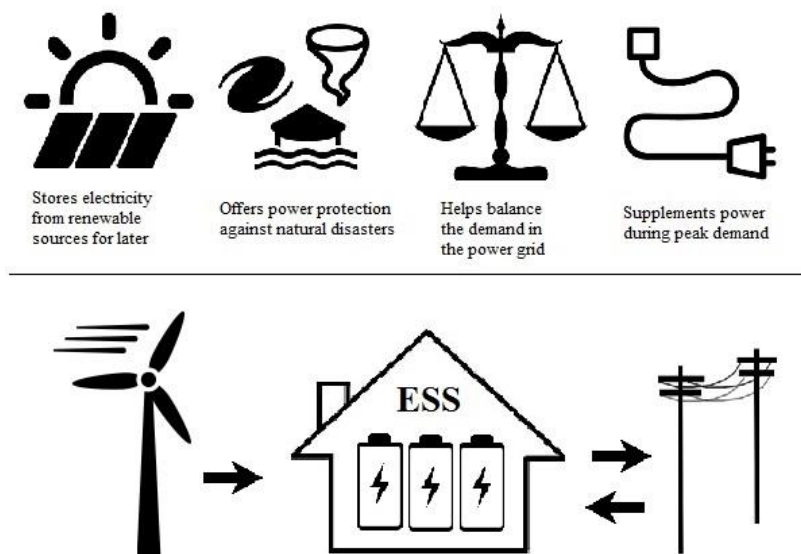 Stores electricity
from renewable
sources for later
Offers power protection
against natural disasters
Helps balance
the demand in
the power grid
Supplements power
during peak demand
ESS